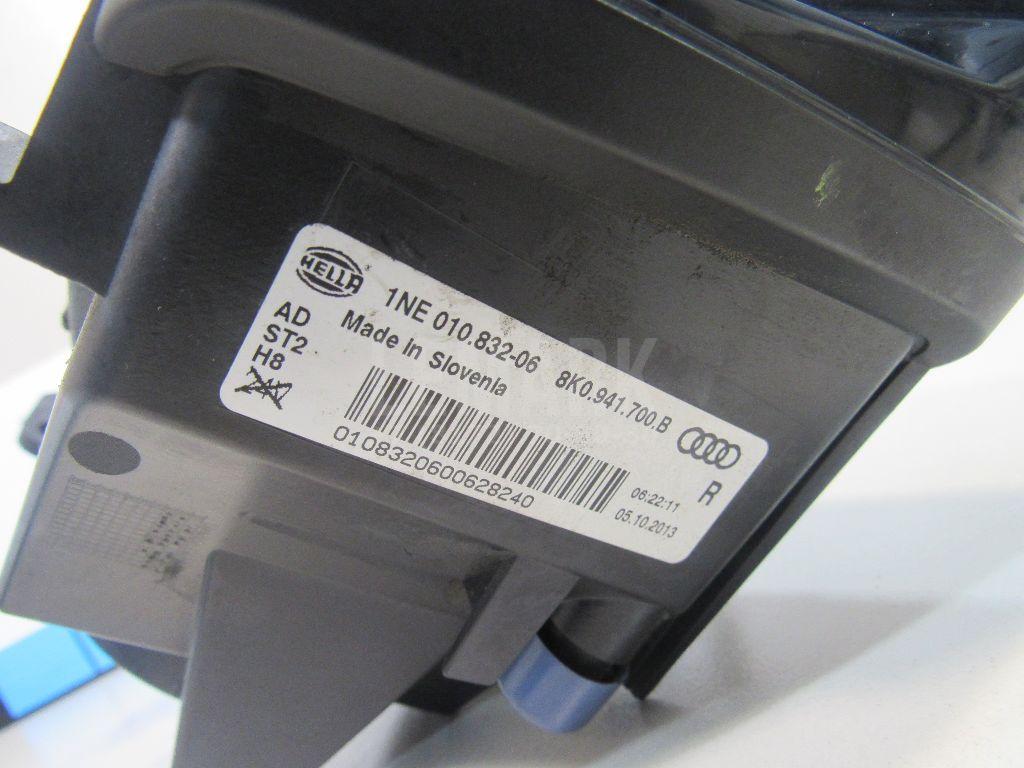 HELLA
1NE 010.832-06 8K0.941.700.B
Made in Slovenia
AD
ST2
H8
R
0108320600628240
06:22:11
05.10.2013